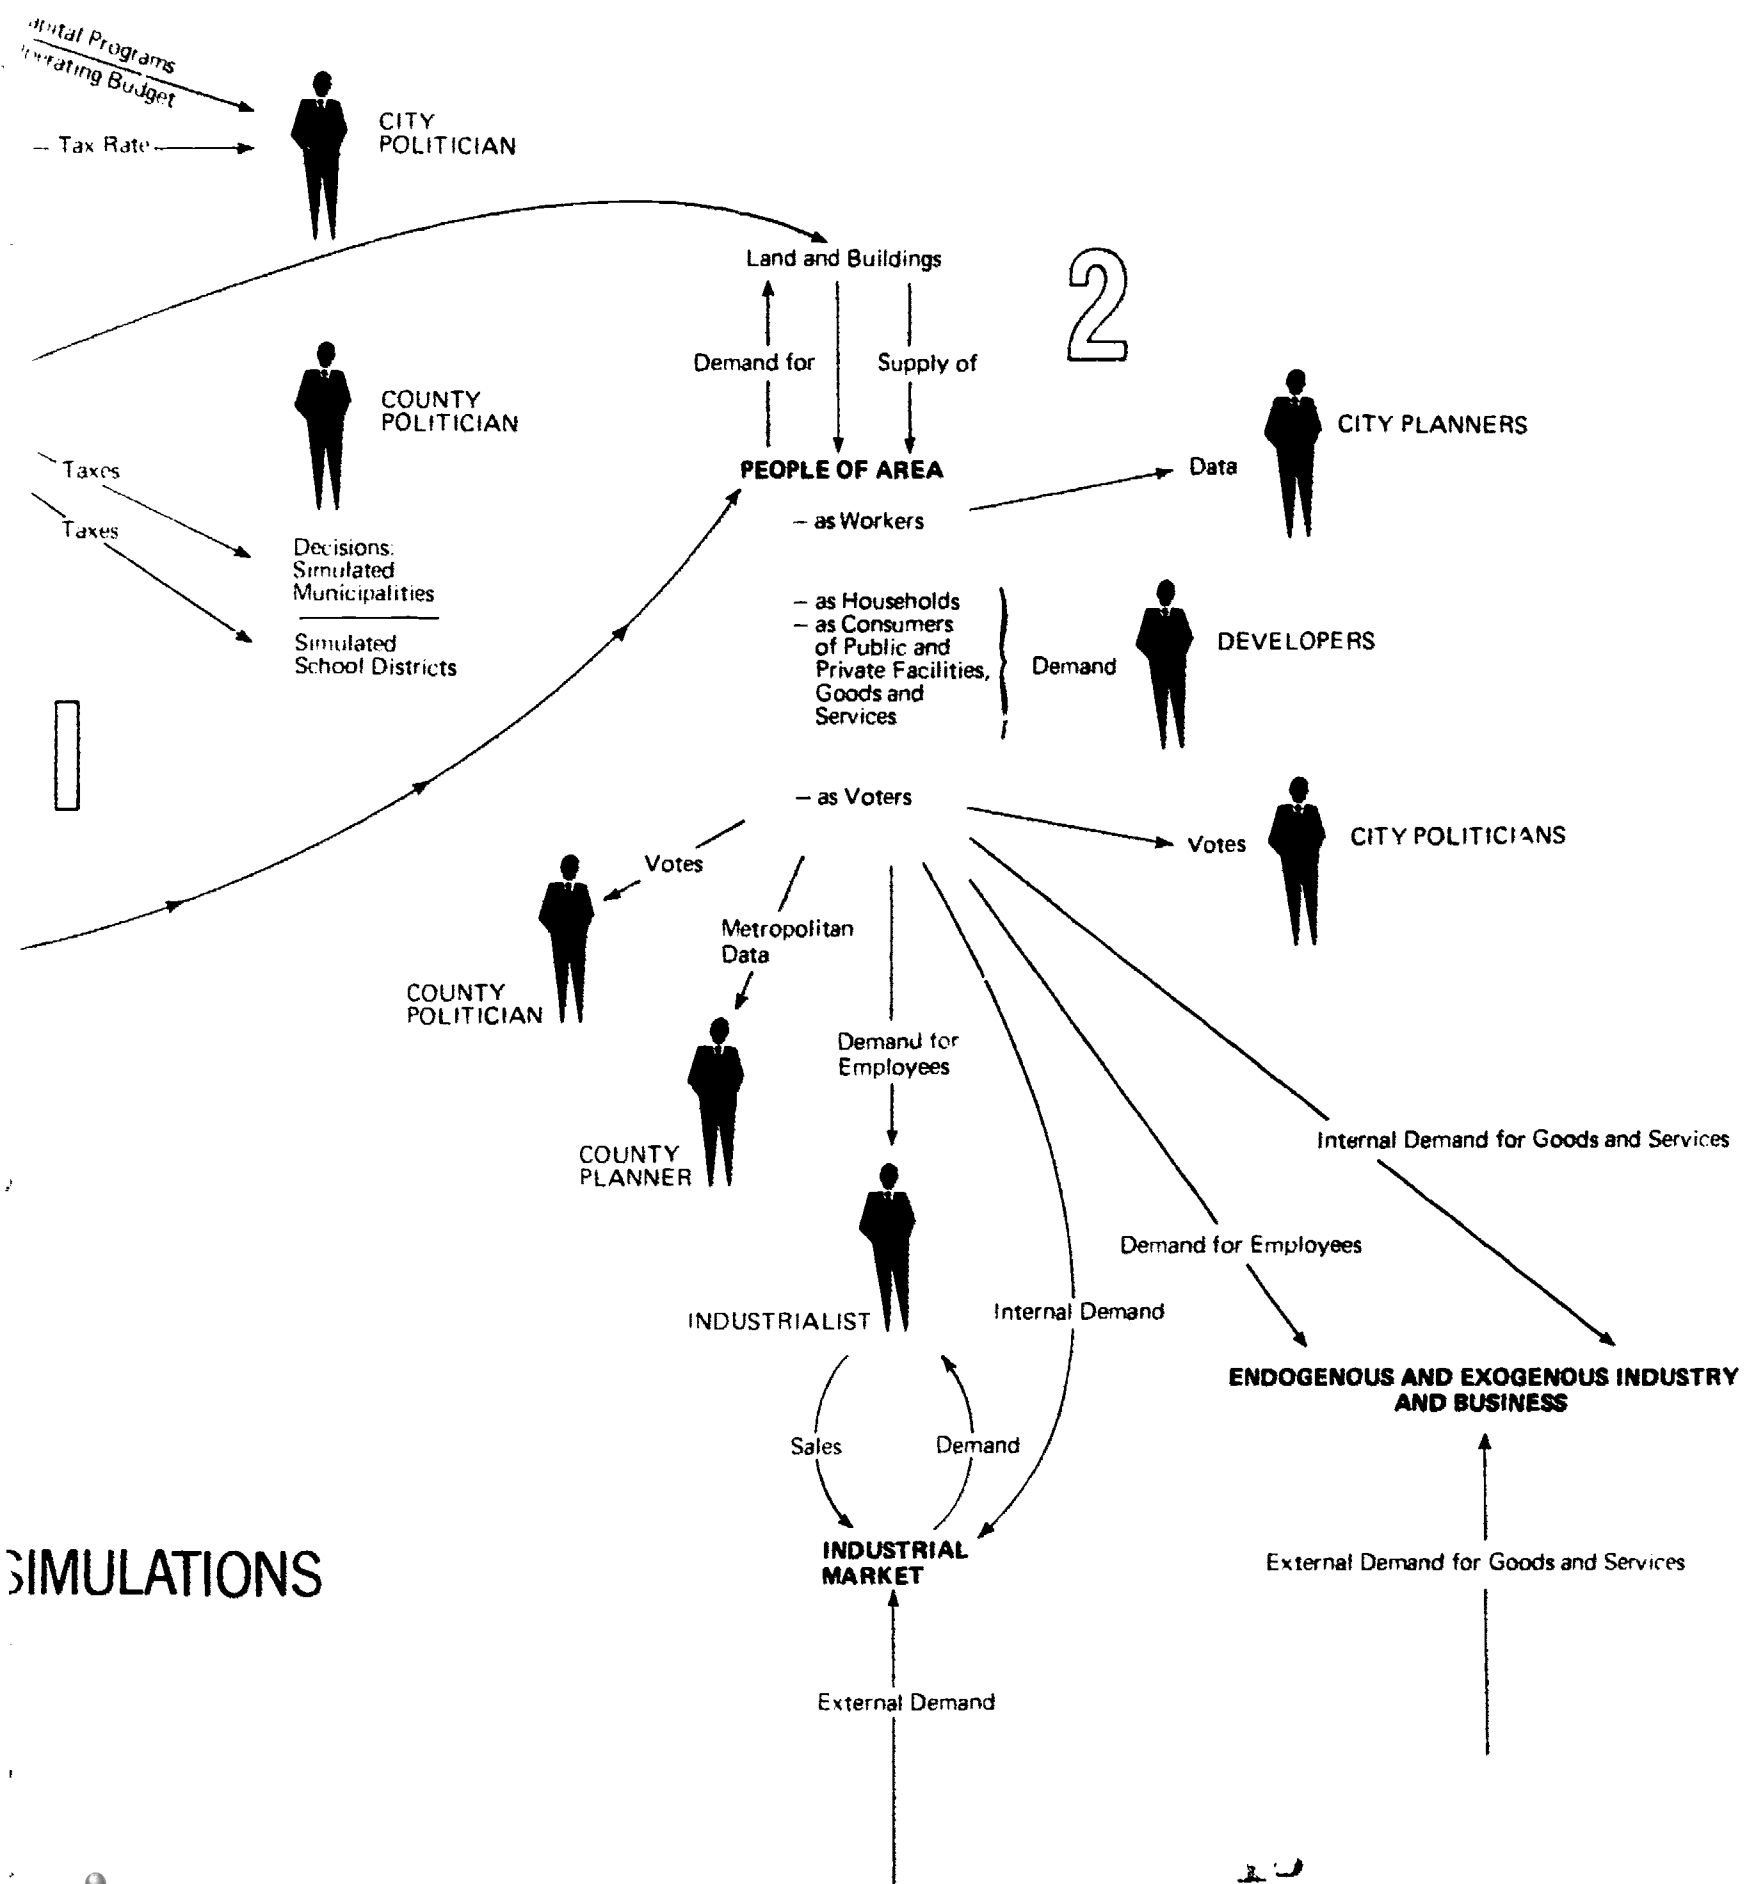 Programs
Budget
Tax Rate
CITY
POLITICIAN
Land and Buildings
2
Demand for
Supply of
COUNTY
POLITICIAN
CITY PLANNERS
Taxes
PEOPLE OF AREA
Data
Taxes
– as Workers
Decisions:
Simulated
Municipalities
Simulated
School Districts
– as Households
– as Consumers
of Public and
Private Facilities,
Goods and
Services
Demand
DEVELOPERS
– as Voters
Votes
CITY POLITICIANS
Votes
Metropolitan
Data
COUNTY
POLITICIAN
Demand for
Employees
COUNTY
PLANNER
Internal Demand for Goods and Services
Demand for Employees
INDUSTRIALIST
Internal Demand
ENDOGENOUS AND EXOGENOUS INDUSTRY
AND BUSINESS
Sales
Demand
INDUSTRIAL
MARKET
SIMULATIONS
External Demand for Goods and Services
External Demand